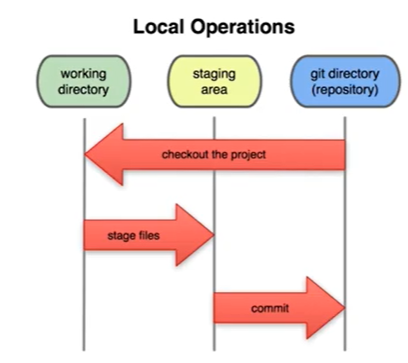 Local Operations
working
directory
staging
area
git directory
(repository)
checkout the project
stage files
commit